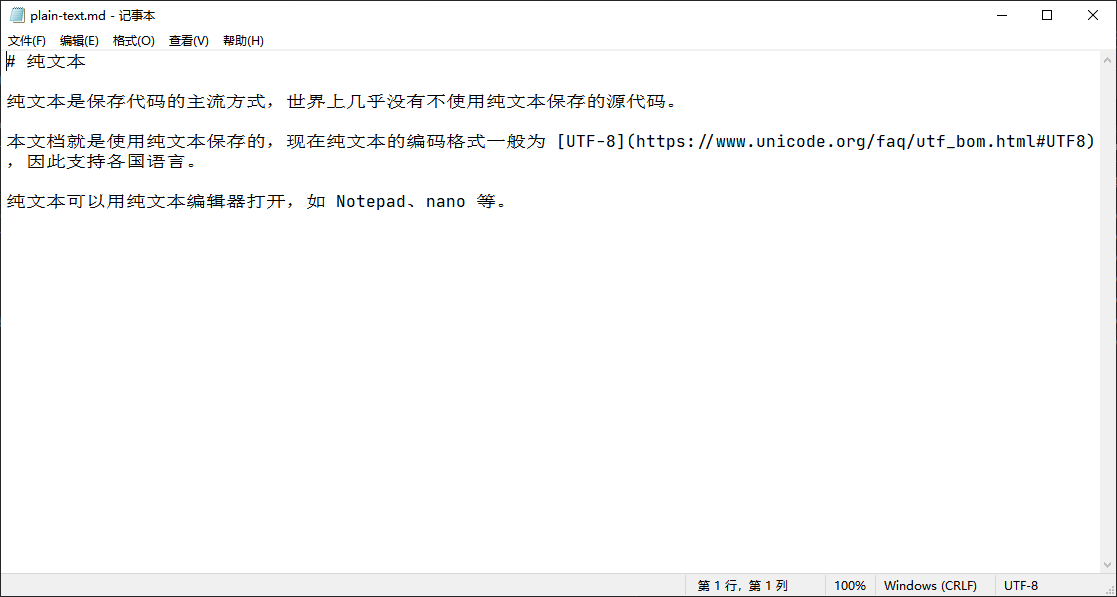 plain-text.md - 记事本
文件(F) 编辑(E) 格式(O) 查看(V) 帮助(H)
# 纯文本
纯文本是保存代码的主流方式，世界上几乎没有不使用纯文本保存的源代码。
本文档就是使用纯文本保存的，现在纯文本的编码格式一般为 [UTF-8](https://www.unicode.org/faq/utf_bom.html#UTF8)
，因此支持各国语言。
纯文本可以用纯文本编辑器打开，如 Notepad、nano 等。
第 1 行，第 1 列 100% Windows (CRLF) UTF-8